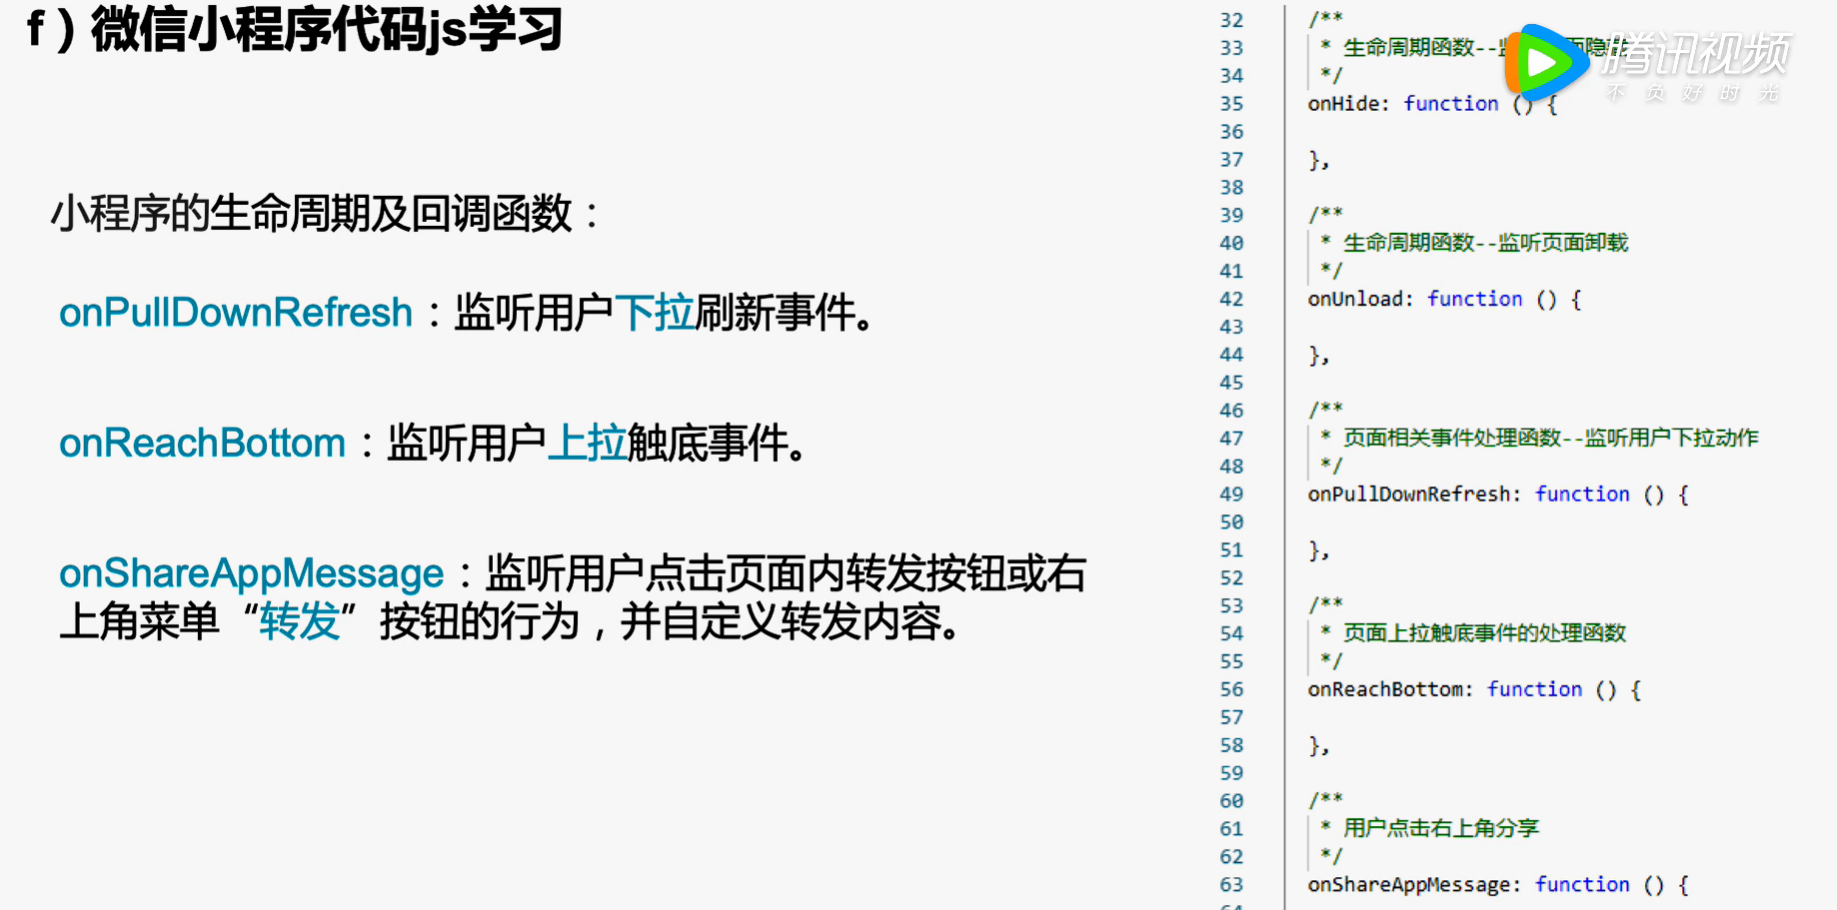 f）微信小程序代码js学习
小程序的生命周期及回调函数：
onPullDownRefresh：监听用户下拉刷新事件。
onReachBottom：监听用户上拉触底事件。
onShareAppMessage：监听用户点击页面内转发按钮或右
上角菜单“转发”按钮的行为，并自定义转发内容。
腾讯视频
不负好时光
32 /**
33 * 生命周期函数--监
34 */
35 onHide: function () {
36
37 },
38
39 /**
40 * 生命周期函数--监听页面卸载
41 */
42 onUnload: function () {
43
44 },
45
46 /**
47 * 页面相关事件处理函数--监听用户下拉动作
48 */
49 onPullDownRefresh: function () {
50
51 },
52
53 /**
54 * 页面上拉触底事件的处理函数
55 */
56 onReachBottom: function () {
57
58 },
59
60 /**
61 * 用户点击右上角分享
62 */
63 onShareAppMessage: function () {